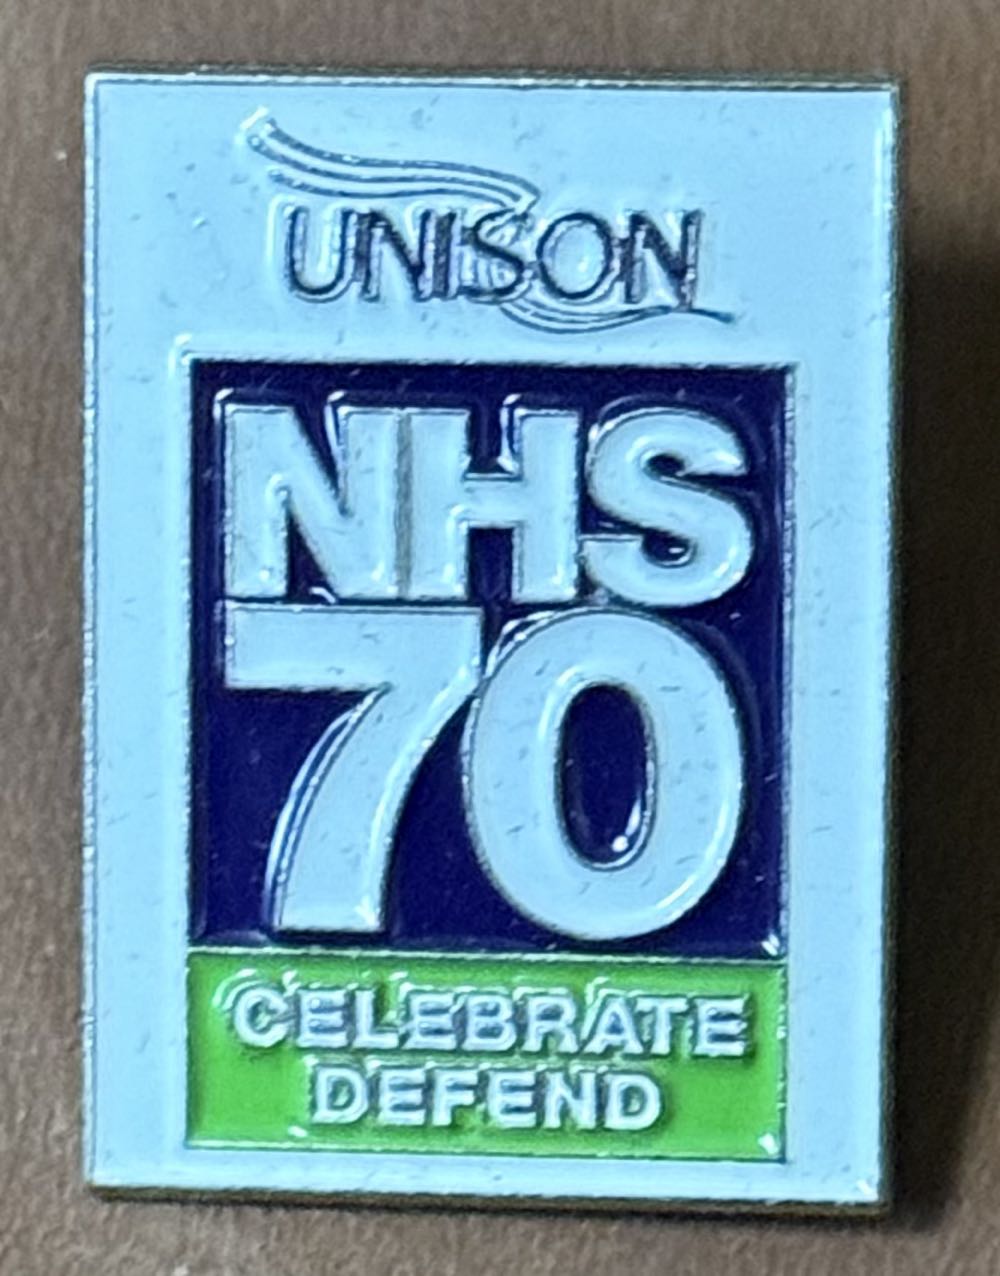 UNISON
NHS
70
CELEBRATE
DEFEND